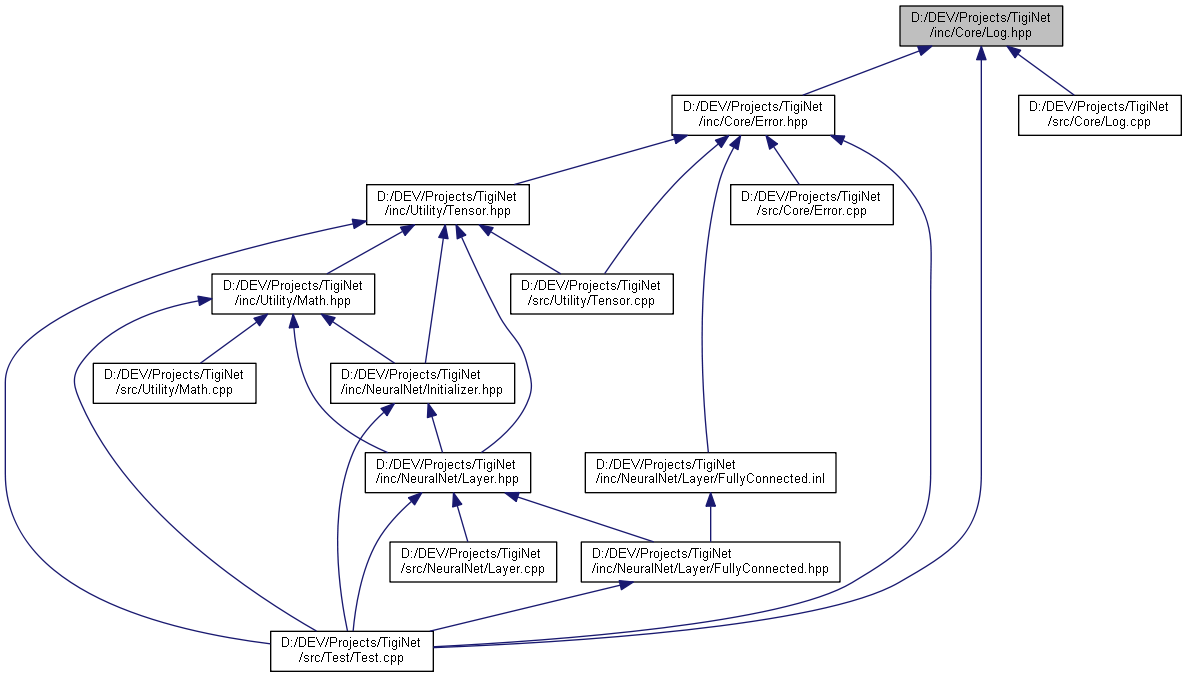 D:/DEV/Projects/TigiNet
/inc/Core/Log.hpp
D:/DEV/Projects/TigiNet
/inc/Core/Error.hpp
D:/DEV/Projects/TigiNet
/src/Core/Log.cpp
D:/DEV/Projects/TigiNet
/inc/Utility/Tensor.hpp
D:/DEV/Projects/TigiNet
/src/Core/Error.cpp
D:/DEV/Projects/TigiNet
/inc/Utility/Math.hpp
D:/DEV/Projects/TigiNet
/src/Utility/Tensor.cpp
D:/DEV/Projects/TigiNet
/src/Utility/Math.cpp
D:/DEV/Projects/TigiNet
/inc/NeuralNet/Initializer.hpp
D:/DEV/Projects/TigiNet
/inc/NeuralNet/Layer.hpp
D:/DEV/Projects/TigiNet
/inc/NeuralNet/Layer/FullyConnected.inl
D:/DEV/Projects/TigiNet
/src/NeuralNet/Layer.cpp
D:/DEV/Projects/TigiNet
/inc/NeuralNet/Layer/FullyConnected.hpp
D:/DEV/Projects/TigiNet
/src/Test/Test.cpp